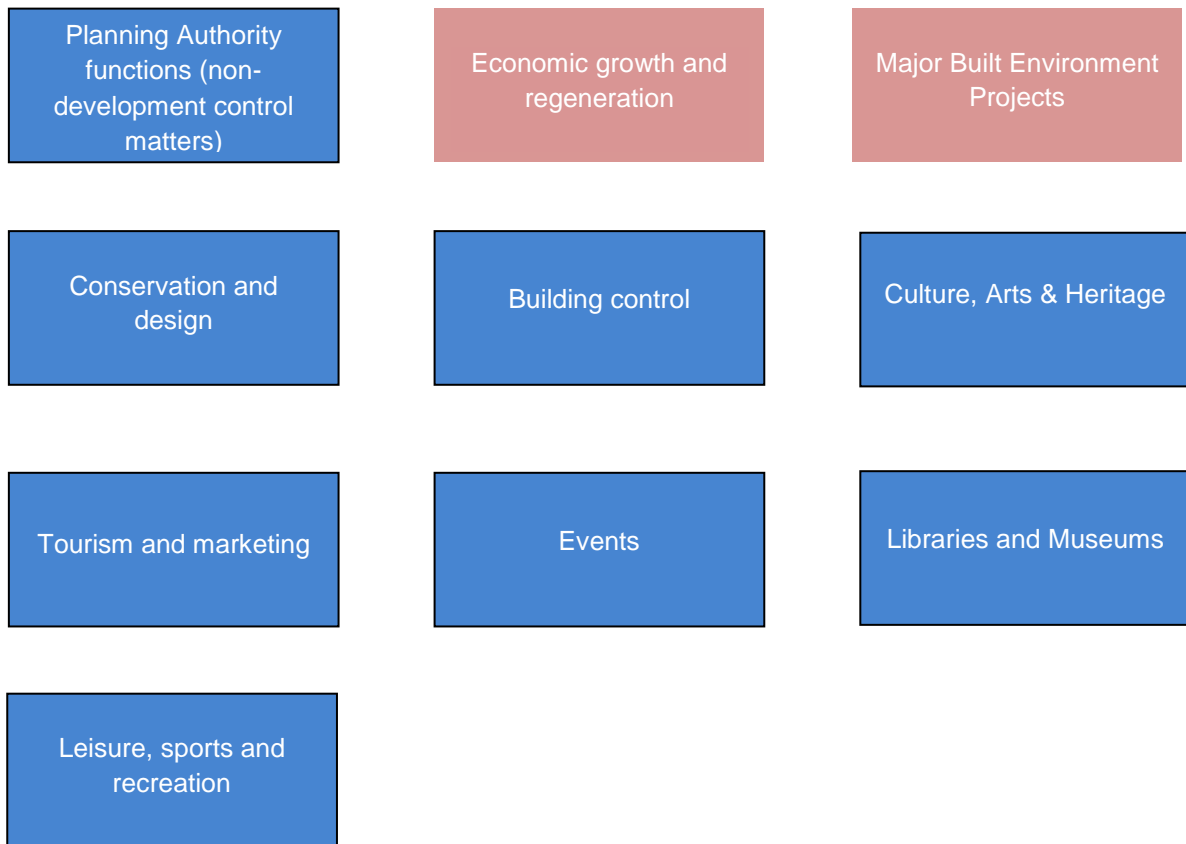 Planning Authority
functions (non-
development control
matters)
Economic growth and
regeneration
Major Built Environment
Projects
Conservation and
design
Building control
Culture, Arts & Heritage
Tourism and marketing
Events
Libraries and Museums
Leisure, sports and
recreation